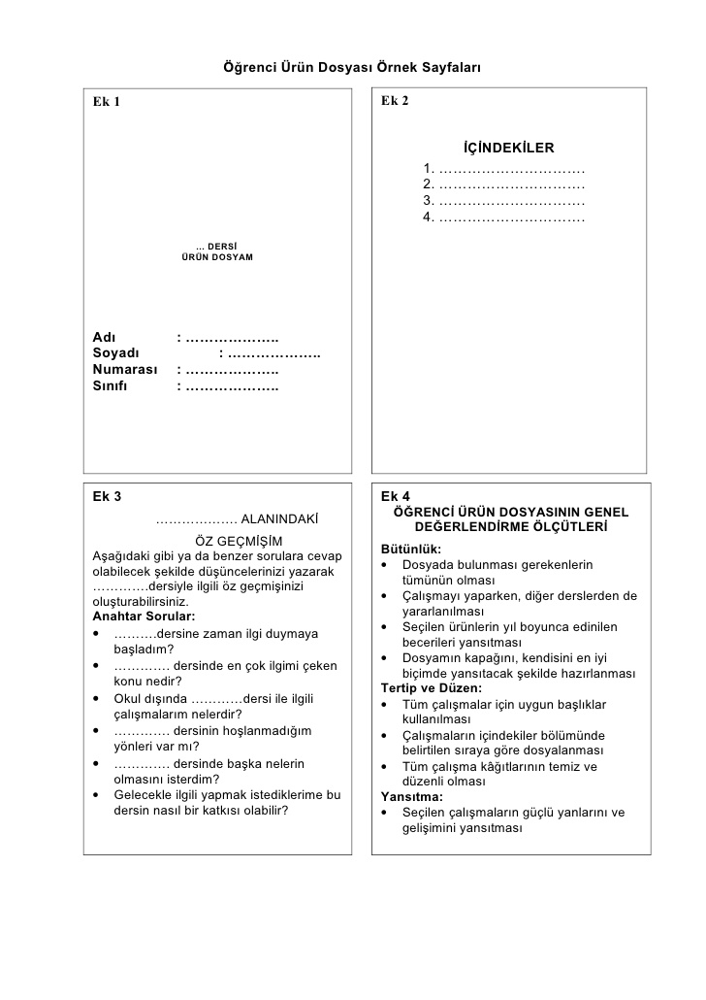 Öğrenci Ürün Dosyası Örnek Sayfaları
Ek 1
... DERSİ
ÜRÜN DOSYAM
Adı : ………………..
Soyadı : ………………..
Numarası : ………………..
Sınıfı : ………………..
Ek 2
İÇİNDEKİLER
1. ………………………….
2. ………………………….
3. ………………………….
4. ………………………….
Ek 3
……………… ALANINDAKİ
ÖZ GEÇMİŞİM
Aşağıdaki gibi ya da benzer sorulara cevap
olabilecek şekilde düşüncelerinizi yazarak
…………dersiyle ilgili öz geçmişinizi
oluşturabilirsiniz.
Anahtar Sorular:
• ……….dersine zaman ilgi duymaya
başladım?
• …………. dersinde en çok ilgimi çeken
konu nedir?
• Okul dışında …………dersi ile ilgili
çalışmalarım nelerdir?
• …………. dersinin hoşlanmadığım
yönleri var mı?
• …………. dersinde başka nelerin
olmasını isterdim?
• Gelecekle ilgili yapmak istediklerime bu
dersin nasıl bir katkısı olabilir?
Ek 4
ÖĞRENCİ ÜRÜN DOSYASININ GENEL
DEĞERLENDİRME ÖLÇÜTLERİ
Bütünlük:
• Dosyada bulunması gerekenlerin
tümünün olması
• Çalışmayı yaparken, diğer derslerden de
yararlanılması
• Seçilen ürünlerin yıl boyunca edinilen
becerileri yansıtması
• Dosyamın kapağını, kendisini en iyi
biçimde yansıtacak şekilde hazırlanması
Tertip ve Düzen:
• Tüm çalışmalar için uygun başlıklar
kullanılması
• Çalışmaların içindekiler bölümünde
belirtilen sıraya göre dosyalanması
• Tüm çalışma kâğıtlarının temiz ve
düzenli olması
Yansıtma:
• Seçilen çalışmaların güçlü yanlarını ve
gelişimini yansıtması